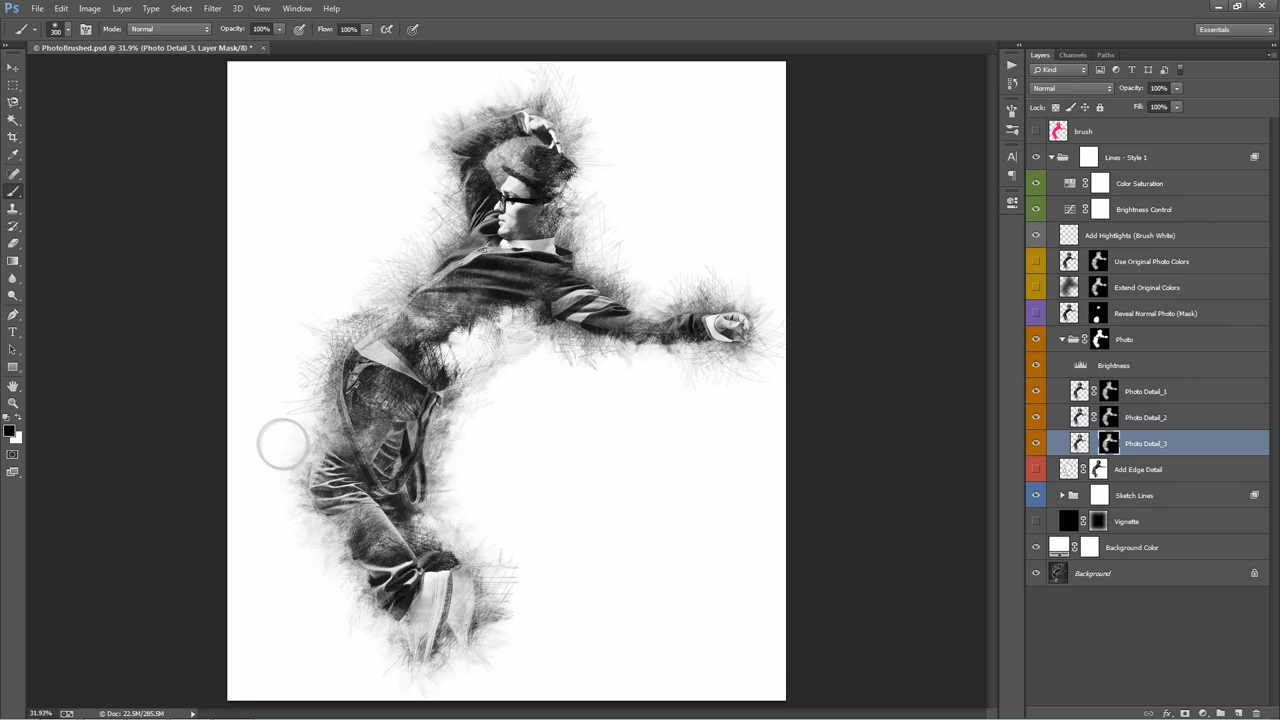 Ps File Edit Image Layer Type Select Filter 3D View Window Help
300 Mode: Normal Opacity: 100% Flow: 100% Essentials
© PhotoBrushed.psd @ 31.9% (Photo Detail_3, Layer Mask/8) * ×
Layers Channels Paths
Kind
Normal Opacity: 100%
Lock: Fill: 100%
brush
Lines - Style 1
Color Saturation
Brightness Control
Add Hightlights (Brush White)
Use Original Photo Colors
Extend Original Colors
Reveal Normal Photo (Mask)
Photo
Brightness
Photo Detail_1
Photo Detail_2
Photo Detail_3
Add Edge Detail
Sketch Lines
Vignette
Background Color
Background
31.93% © Doc: 22.5M/285.5M